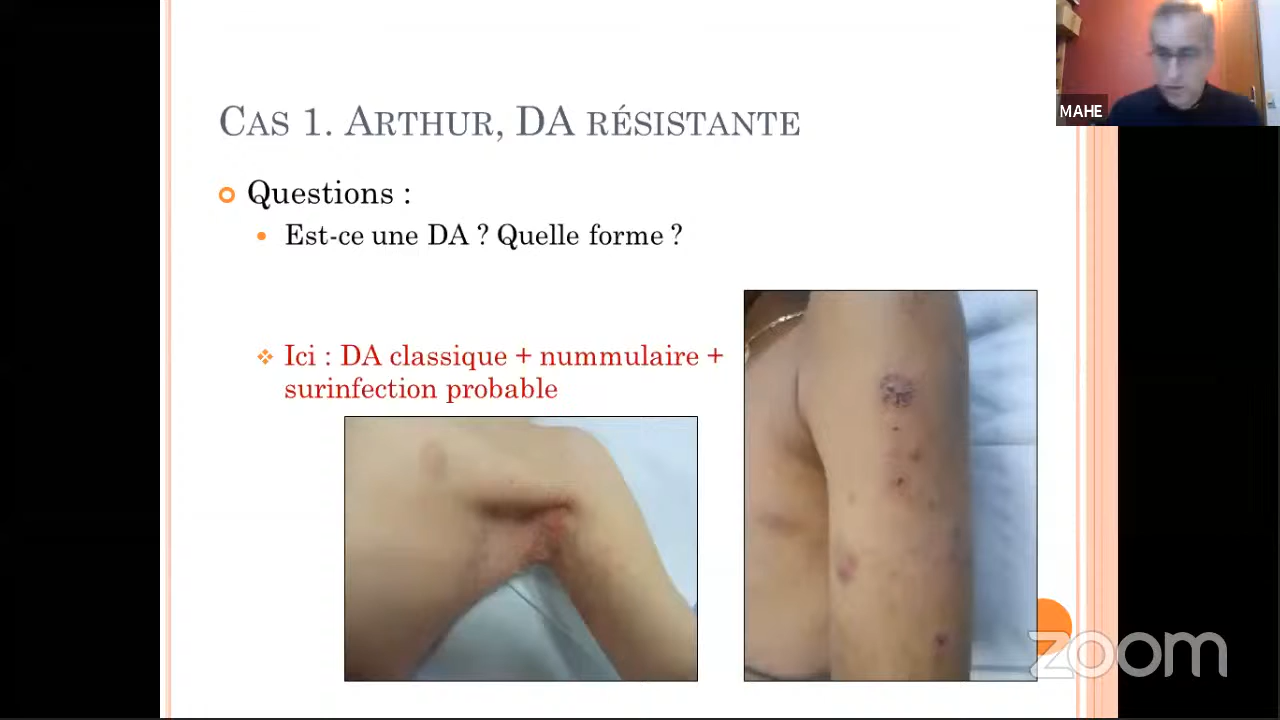 MAHE
CAS 1. ARTHUR, DA RÉSISTANTE
Questions :
Est-ce une DA ? Quelle forme ?
Ici : DA classique + nummulaire +
surinfection probable
zoom